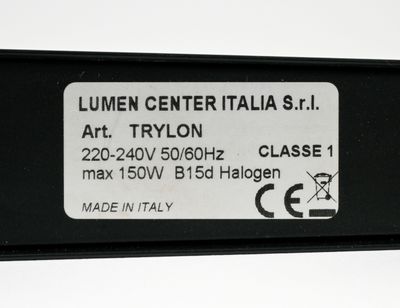 LUMEN CENTER ITALIA S.r.l.
Art. TRYLON
220-240V 50/60Hz CLASSE 1
max 150W B15d Halogen
MADE IN ITALY CE